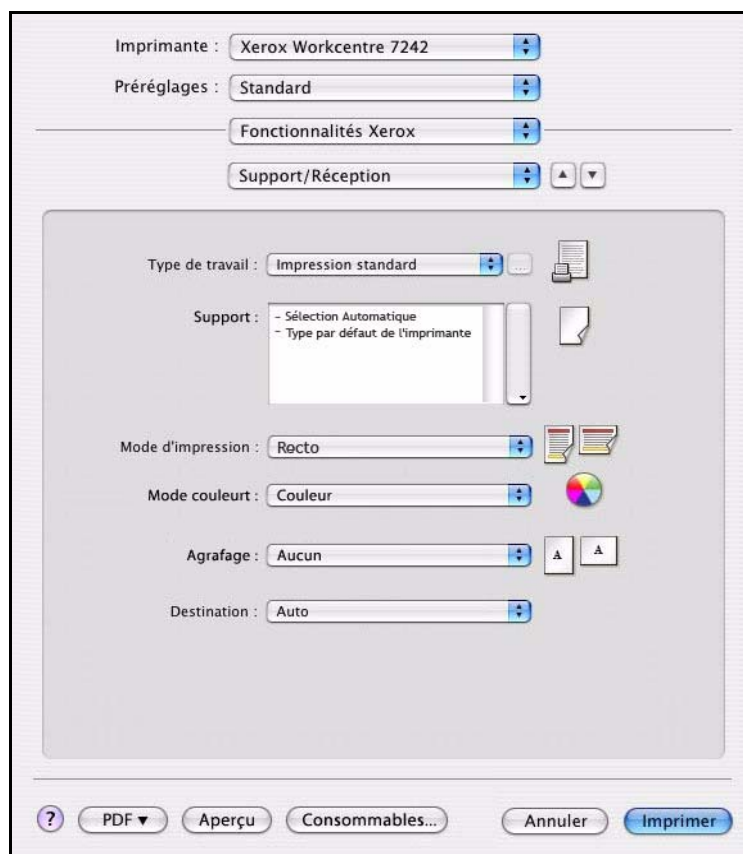 Imprimante : Xerox Workcentre 7242
Préréglages : Standard
Fonctionnalités Xerox
Support/Réception
Type de travail : Impression standard ...
Support : - Sélection Automatique
- Type par défaut de l'imprimante
Mode d'impression : Recto
Mode couleurt : Couleur
Agrafage : Aucun A A
Destination : Auto
? PDF▼ Aperçu Consommables... Annuler Imprimer